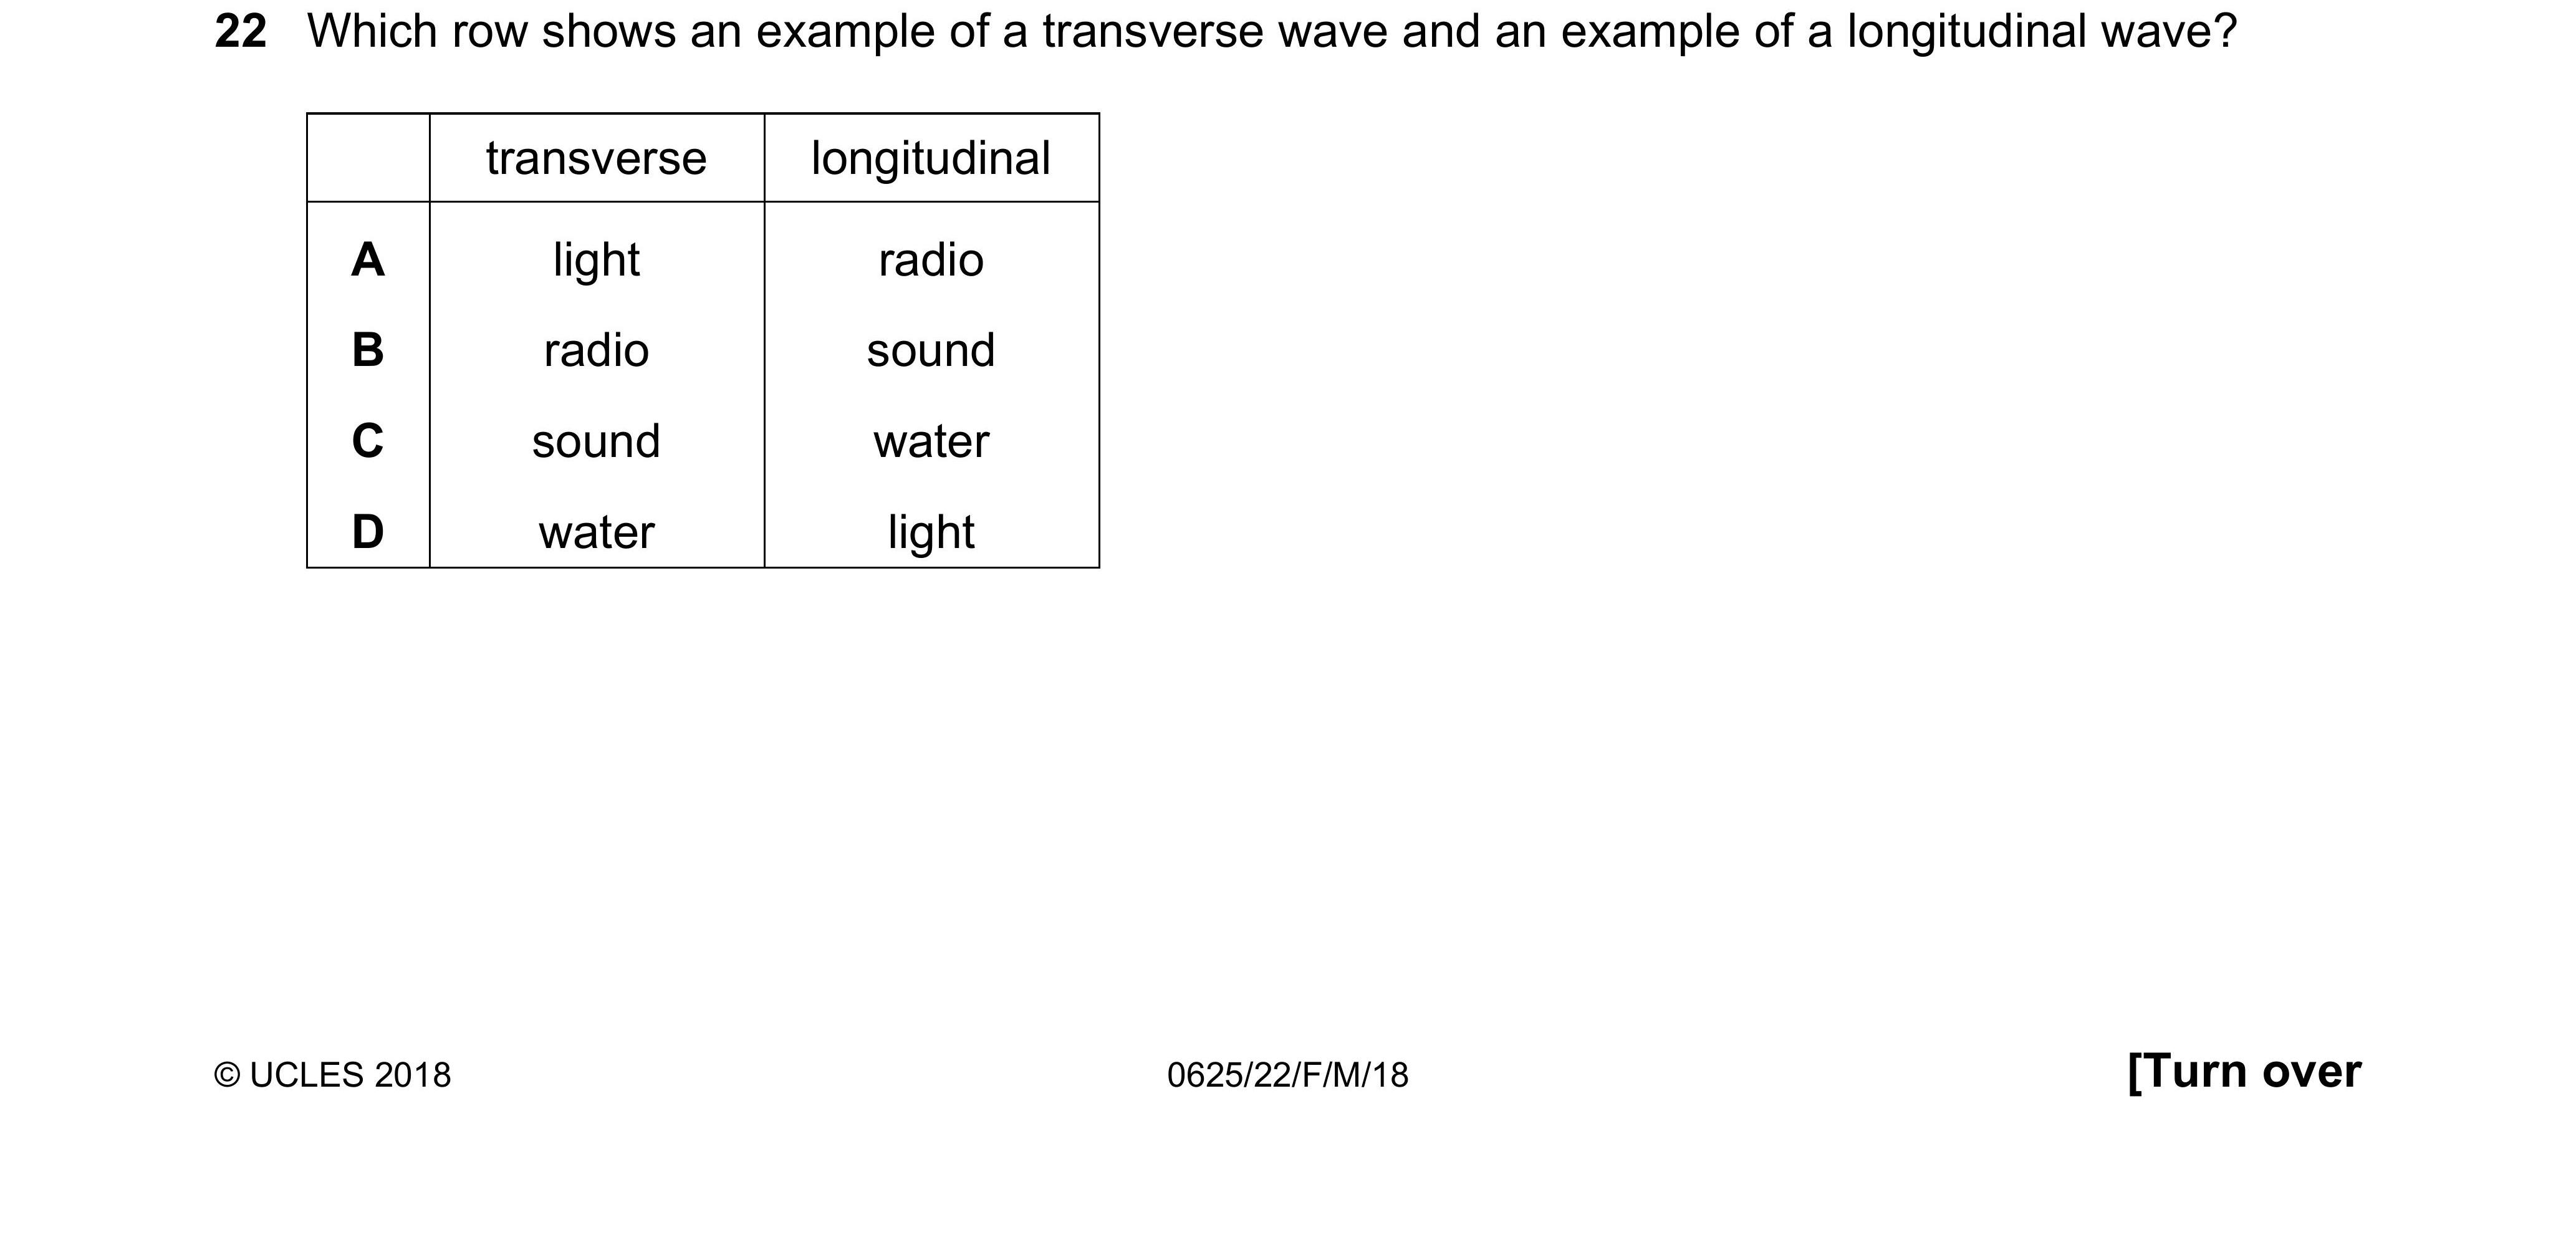 22 Which row shows an example of a transverse wave and an example of a longitudinal wave?
transverse longitudinal
A light radio
B radio sound
C sound water
D water light
© UCLES 2018 0625/22/F/M/18 [Turn over